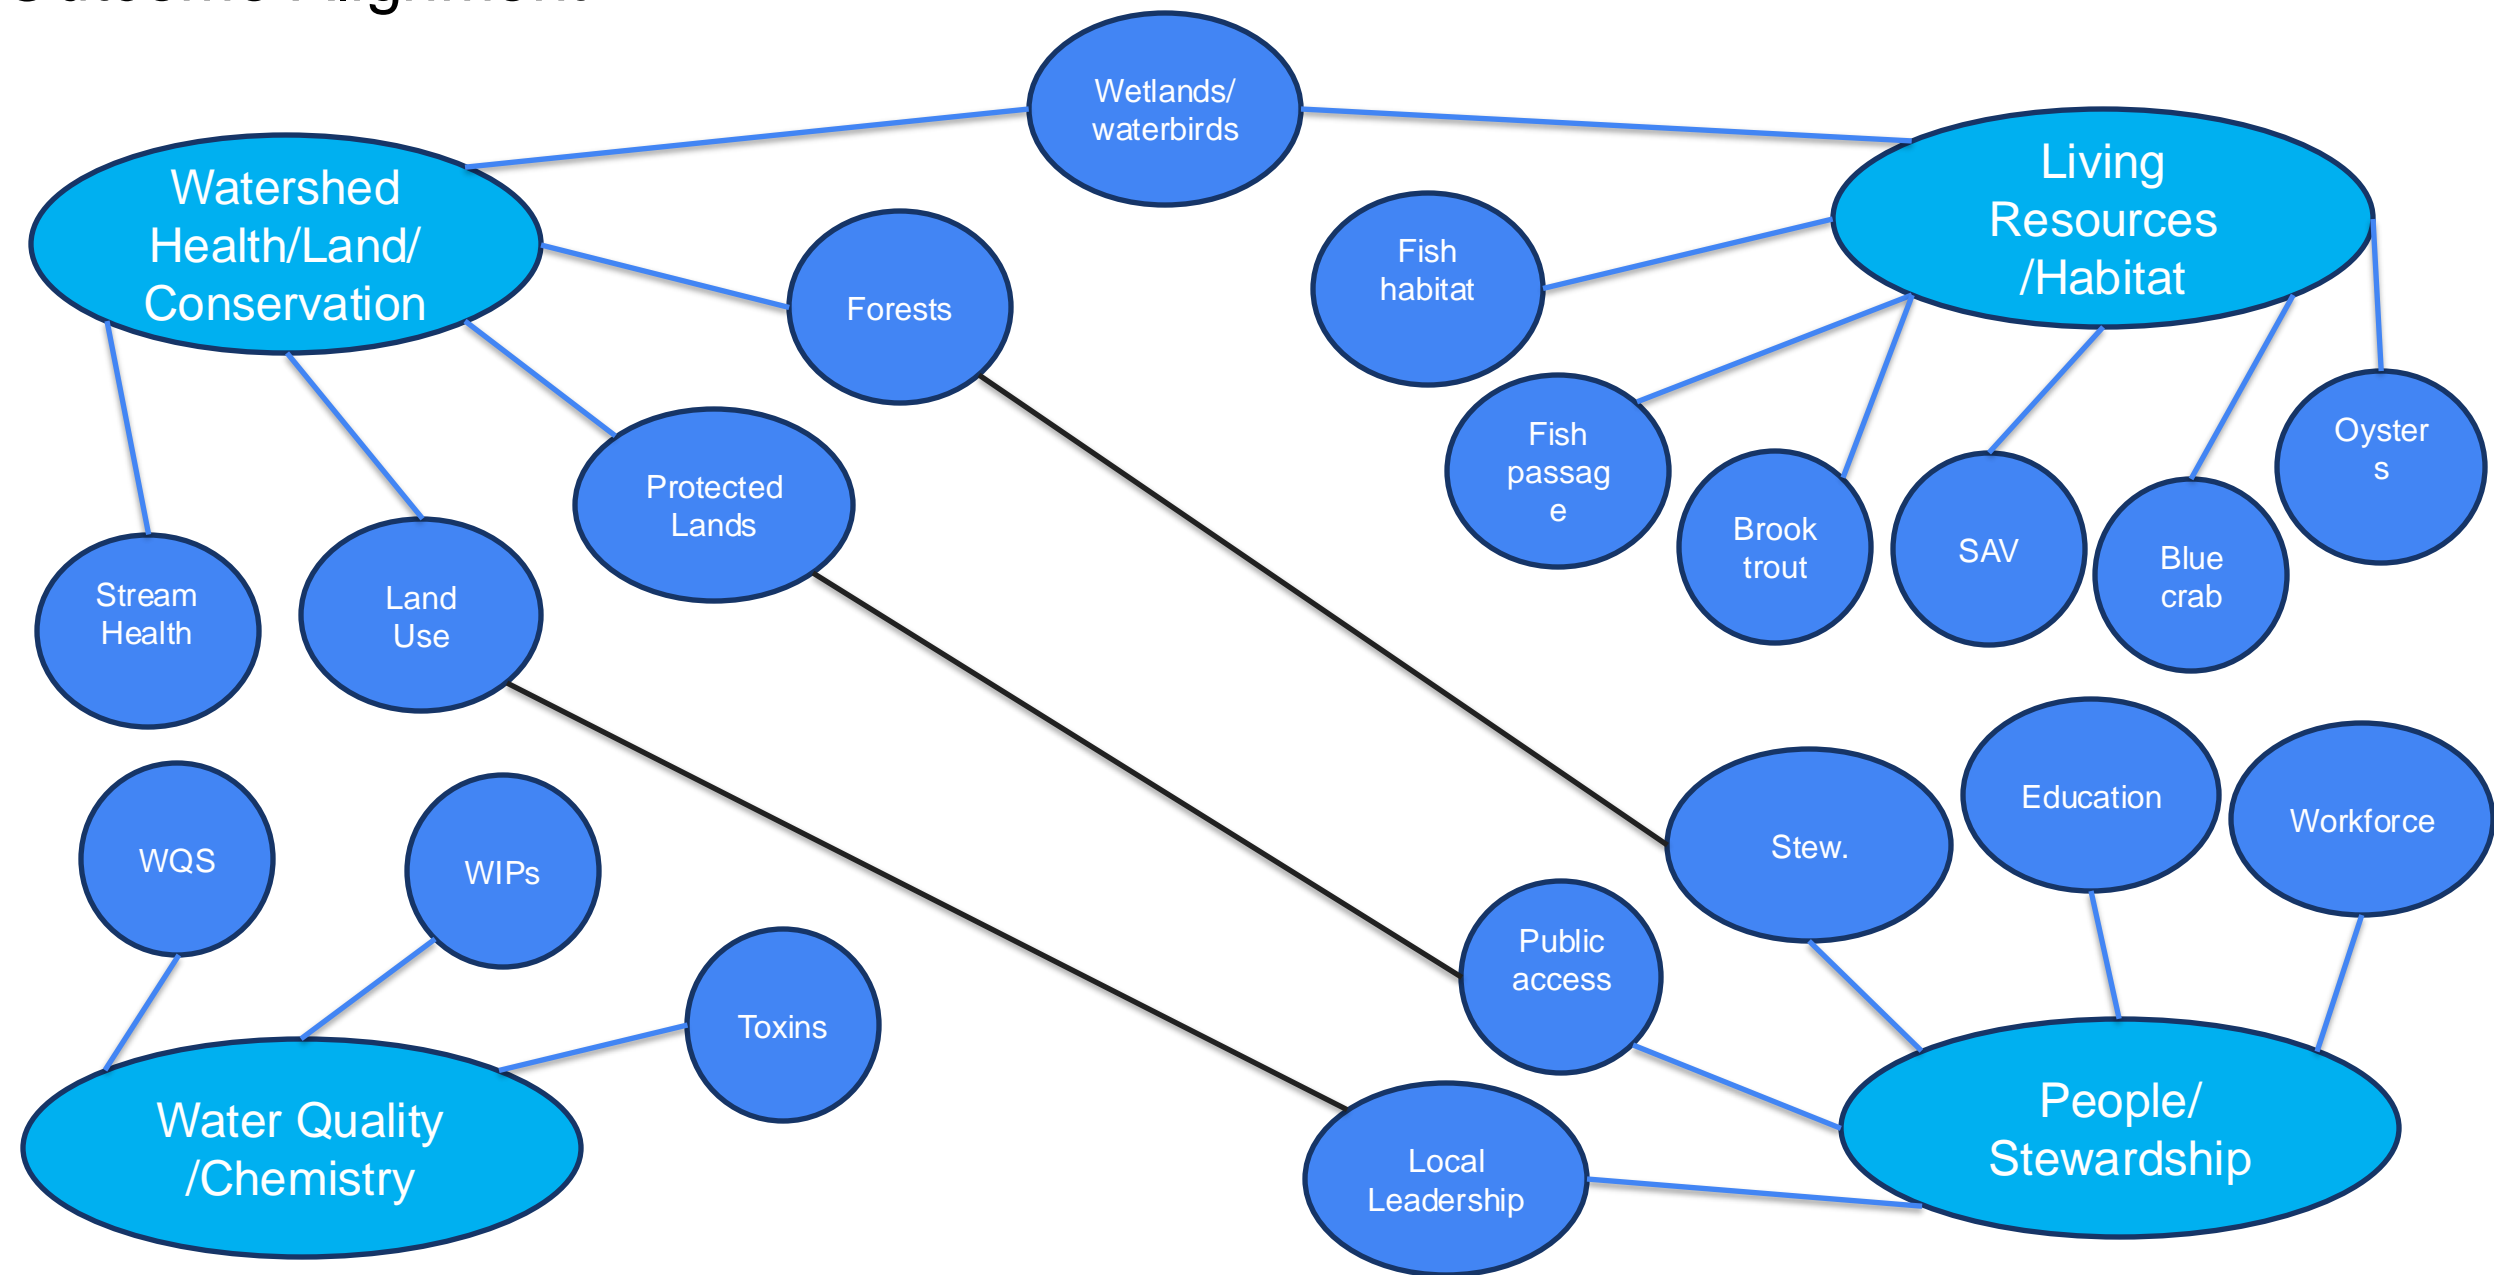 Outcome Alignment
Wetlands/
waterbirds
Watershed
Health/Land/
Conservation
Living
Resources
/Habitat
Fish
habitat
Forests
Fish
passag
e
Oyster
s
Protected
Lands
Brook
trout
SAV
Blue
crab
Stream
Health
Land
Use
WQS
WIPs
Stew.
Education
Workforce
Public
access
Toxins
Water Quality
/Chemistry
Local
Leadership
People/
Stewardship